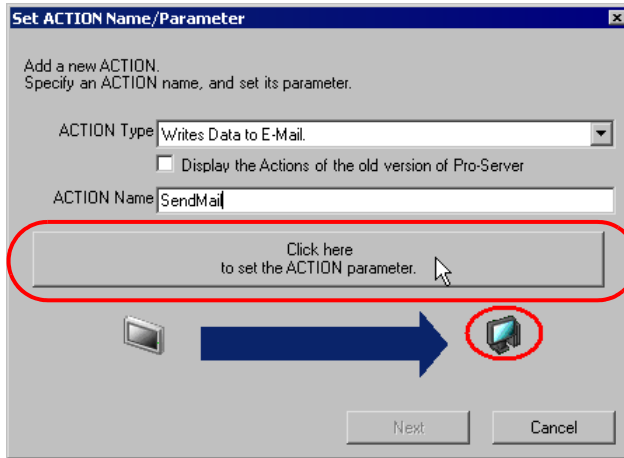 Set ACTION Name/Parameter
Add a new ACTION.
Specify an ACTION name, and set its parameter.
ACTION Type Writes Data to E-Mail.
Display the Actions of the old version of Pro-Server
ACTION Name SendMail
Click here
to set the ACTION parameter.
Next Cancel